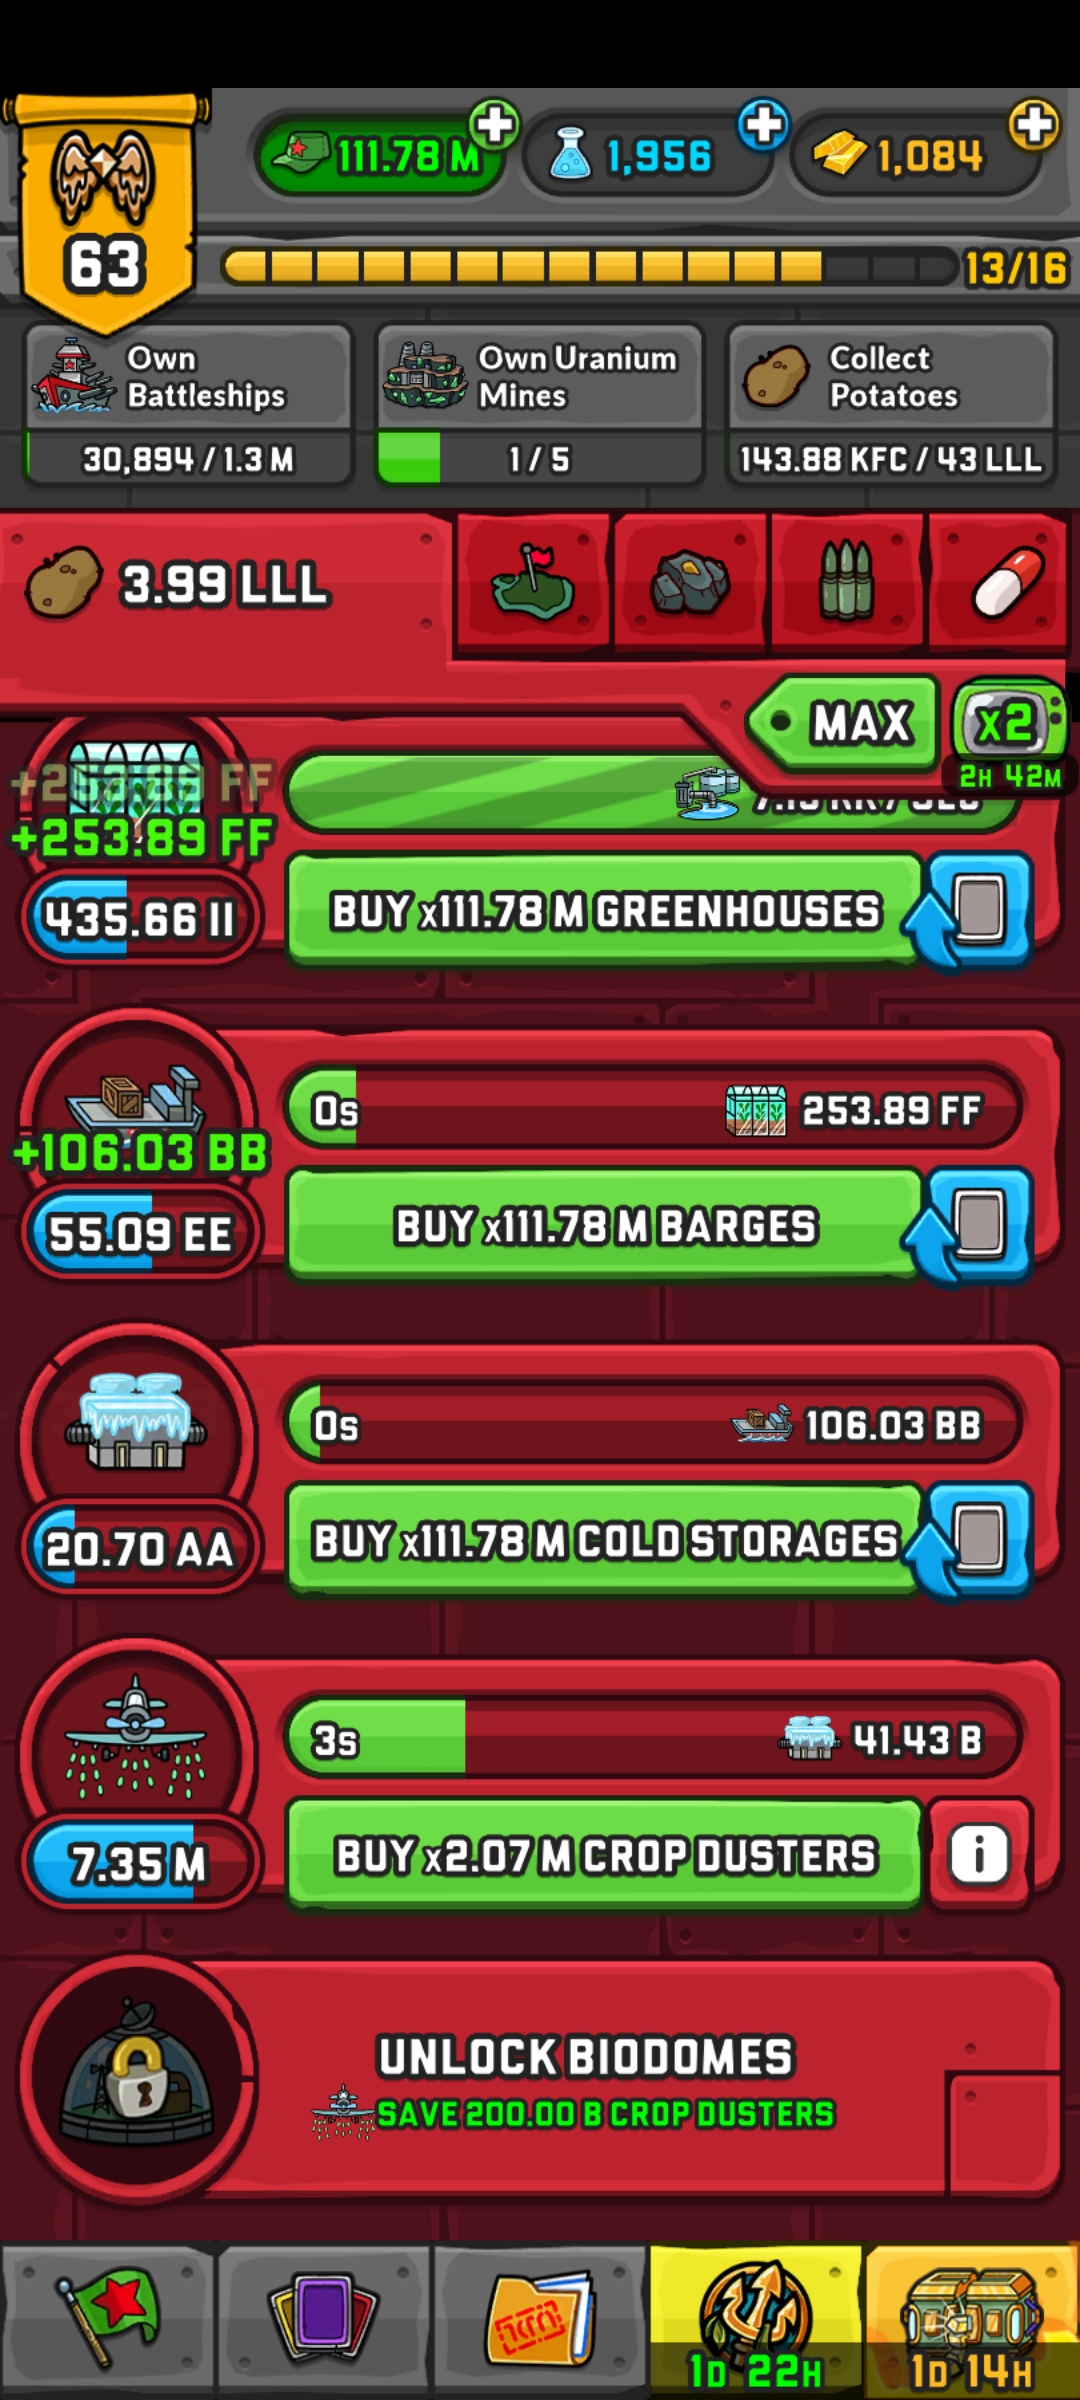 111.78 M
1,956
1,084
63
13/16
Own
Battleships
30,894 / 1.3 M
Own Uranium
Mines
1 / 5
Collect
Potatoes
143.88 KFC / 43 LLL
3.99 LLL
MAX
x2
2H 42M
+253.89 FF
+253.89 FF
435.66 II
BUY x111.78 M GREENHOUSES
0s
253.89 FF
+106.03 BB
55.09 EE
BUY x111.78 M BARGES
0s
106.03 BB
20.70 AA
BUY x111.78 M COLD STORAGES
3s
41.43 B
7.35 M
BUY x2.07 M CROP DUSTERS
i
UNLOCK BIODOMES
SAVE 200.00 B CROP DUSTERS
1D 22H
1D 14H